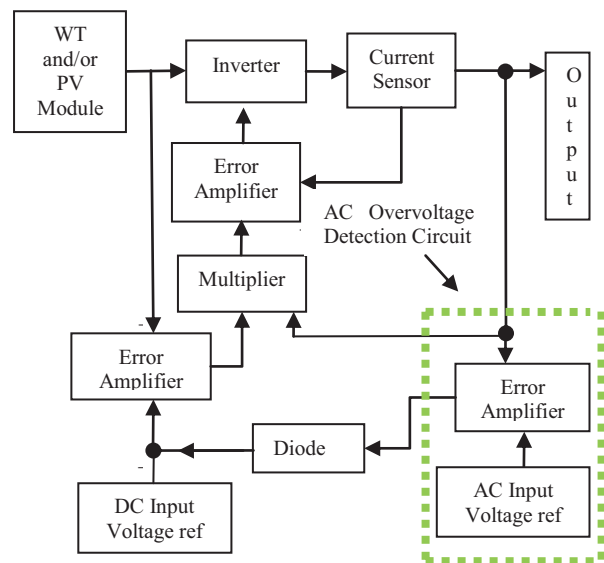 WT
and/or
PV
Module
Inverter
Current
Sensor
O
u
t
p
u
t
Error
Amplifier
AC Overvoltage
Detection Circuit
Multiplier
-
Error
Amplifier
Error
Amplifier
Diode
-
DC Input
Voltage ref
AC Input
Voltage ref